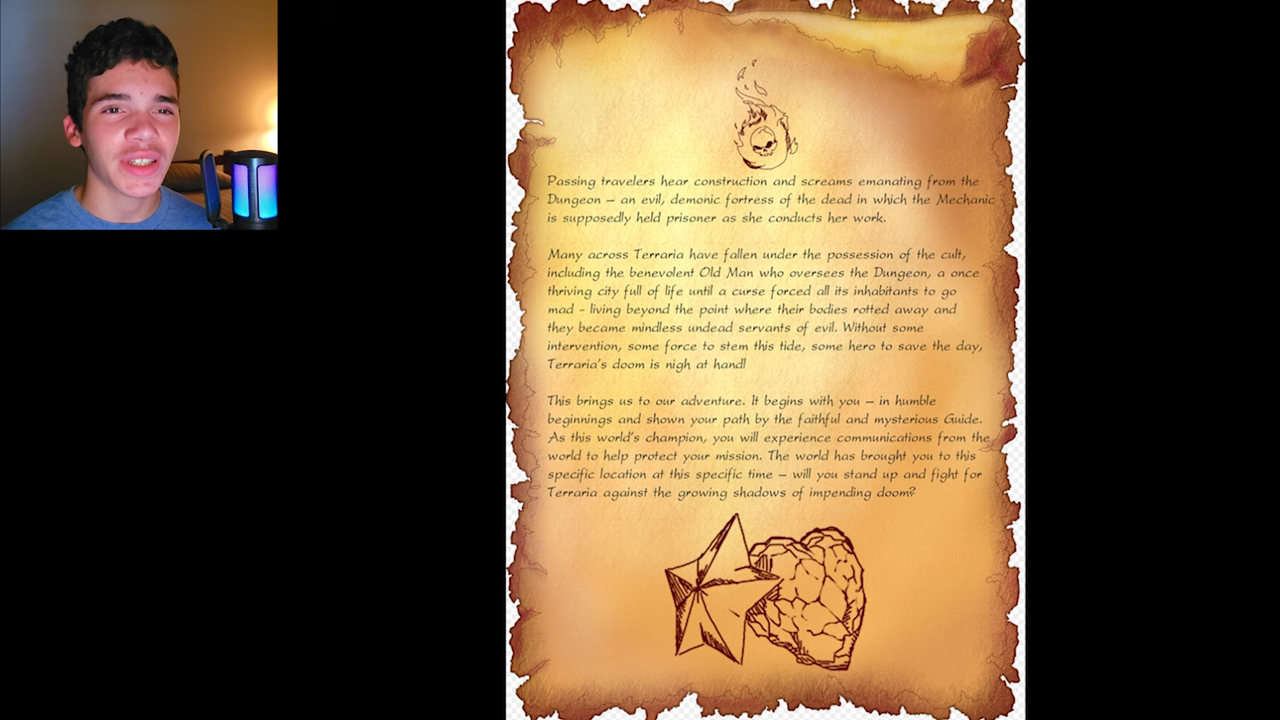 Passing travelers hear construction and screams emanating from the
Dungeon – an evil, demonic fortress of the dead in which the Mechanic
is supposedly held prisoner as she conducts her work.
Many across Terraria have fallen under the possession of the cult,
including the benevolent Old Man who oversees the Dungeon, a once
thriving city full of life until a curse forced all its inhabitants to go
mad - living beyond the point where their bodies rotted away and
they became mindless undead servants of evil. Without some
intervention, some force to stem this tide, some hero to save the day,
Terraria's doom is nigh at hand!
This brings us to our adventure. It begins with you – in humble
beginnings and shown your path by the faithful and mysterious Guide.
As this world's champion, you will experience communications from the
world to help protect your mission. The world has brought you to this
specific location at this specific time – will you stand up and fight for
Terraria against the growing shadows of impending doom?